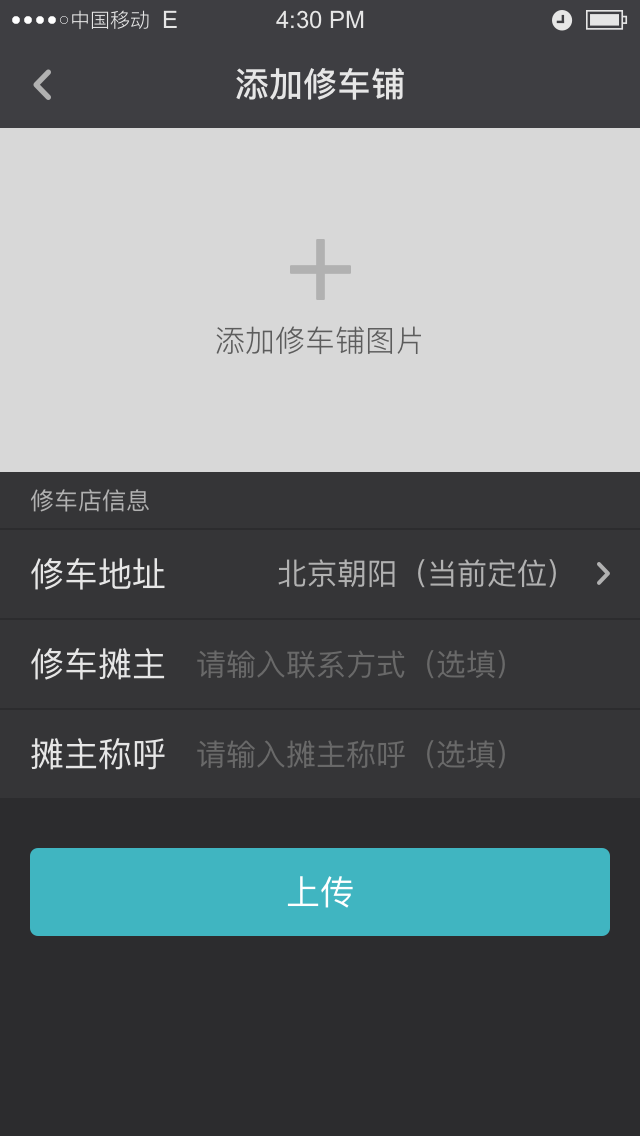 中国移动 E 4:30 PM
添加修车铺
添加修车铺图片
修车店信息
修车地址 北京朝阳（当前定位）
修车摊主 请输入联系方式（选填）
摊主称呼 请输入摊主称呼（选填）
上传